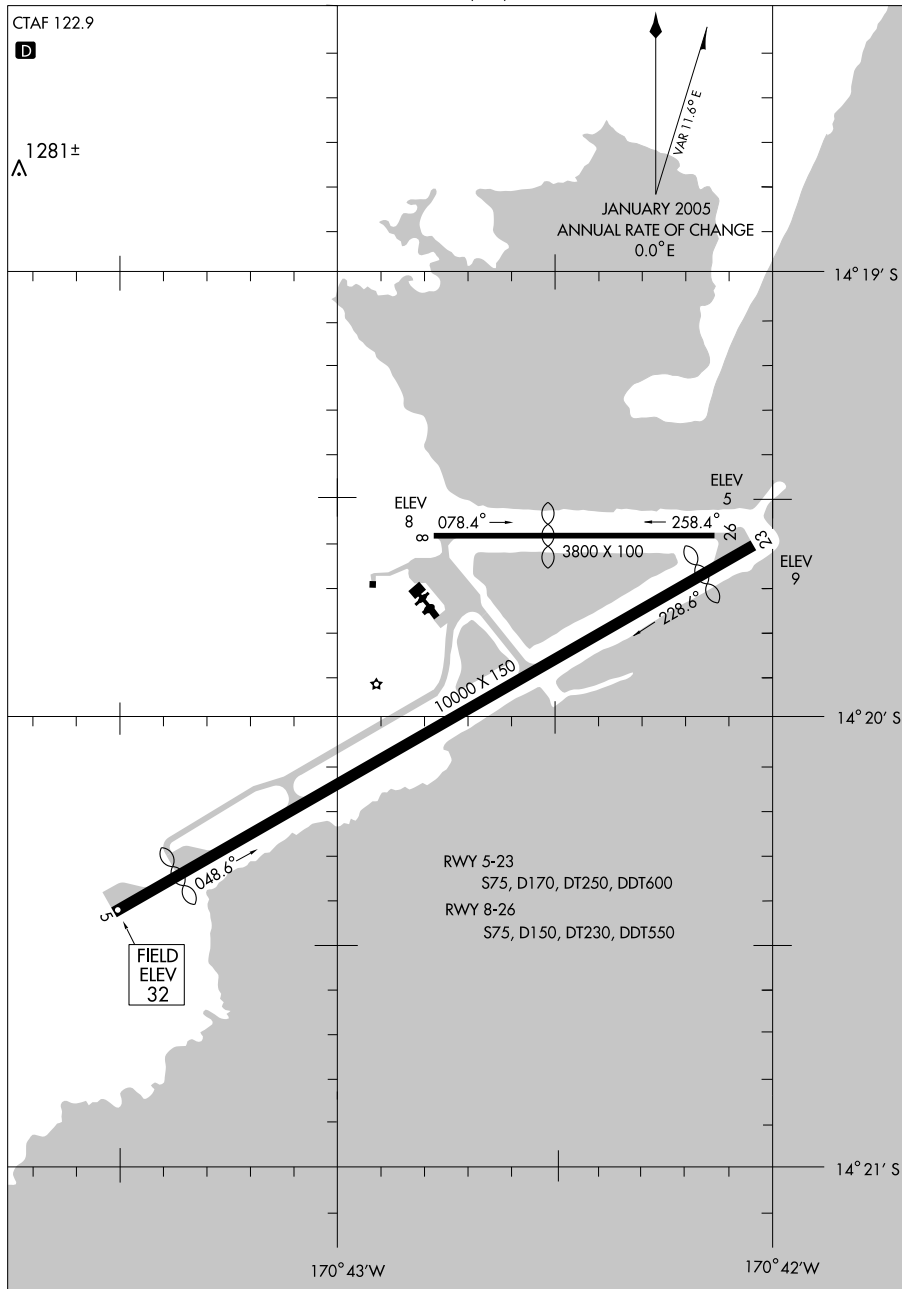 CTAF 122.9
D
1281±
VAR 11.6° E
JANUARY 2005
ANNUAL RATE OF CHANGE
0.0° E
14° 19' S
ELEV
5
ELEV
8
8
078.4°
258.4°
26
3800 X 100
23
ELEV
9
228.6°
10000 X 150
14° 20' S
048.6°
5
FIELD
ELEV
32
RWY 5-23
S75, D170, DT250, DDT600
RWY 8-26
S75, D150, DT230, DDT550
14° 21' S
170° 43'W
170° 42'W